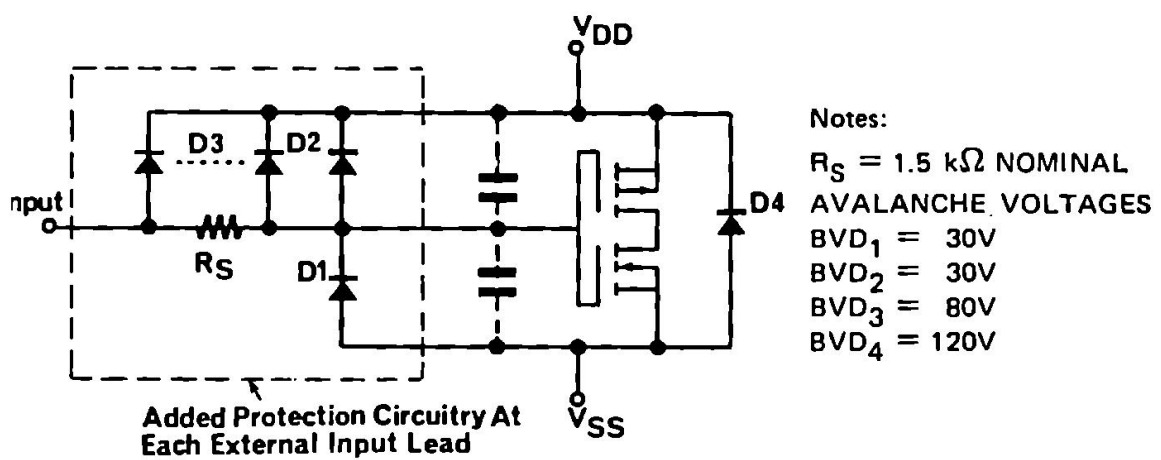 VDD
D3
D2
nput
RS
D1
D4
VSS
Added Protection Circuitry At
Each External Input Lead
Notes:
RS = 1.5 kΩ NOMINAL
AVALANCHE VOLTAGES
BVD1 = 30V
BVD2 = 30V
BVD3 = 80V
BVD4 = 120V